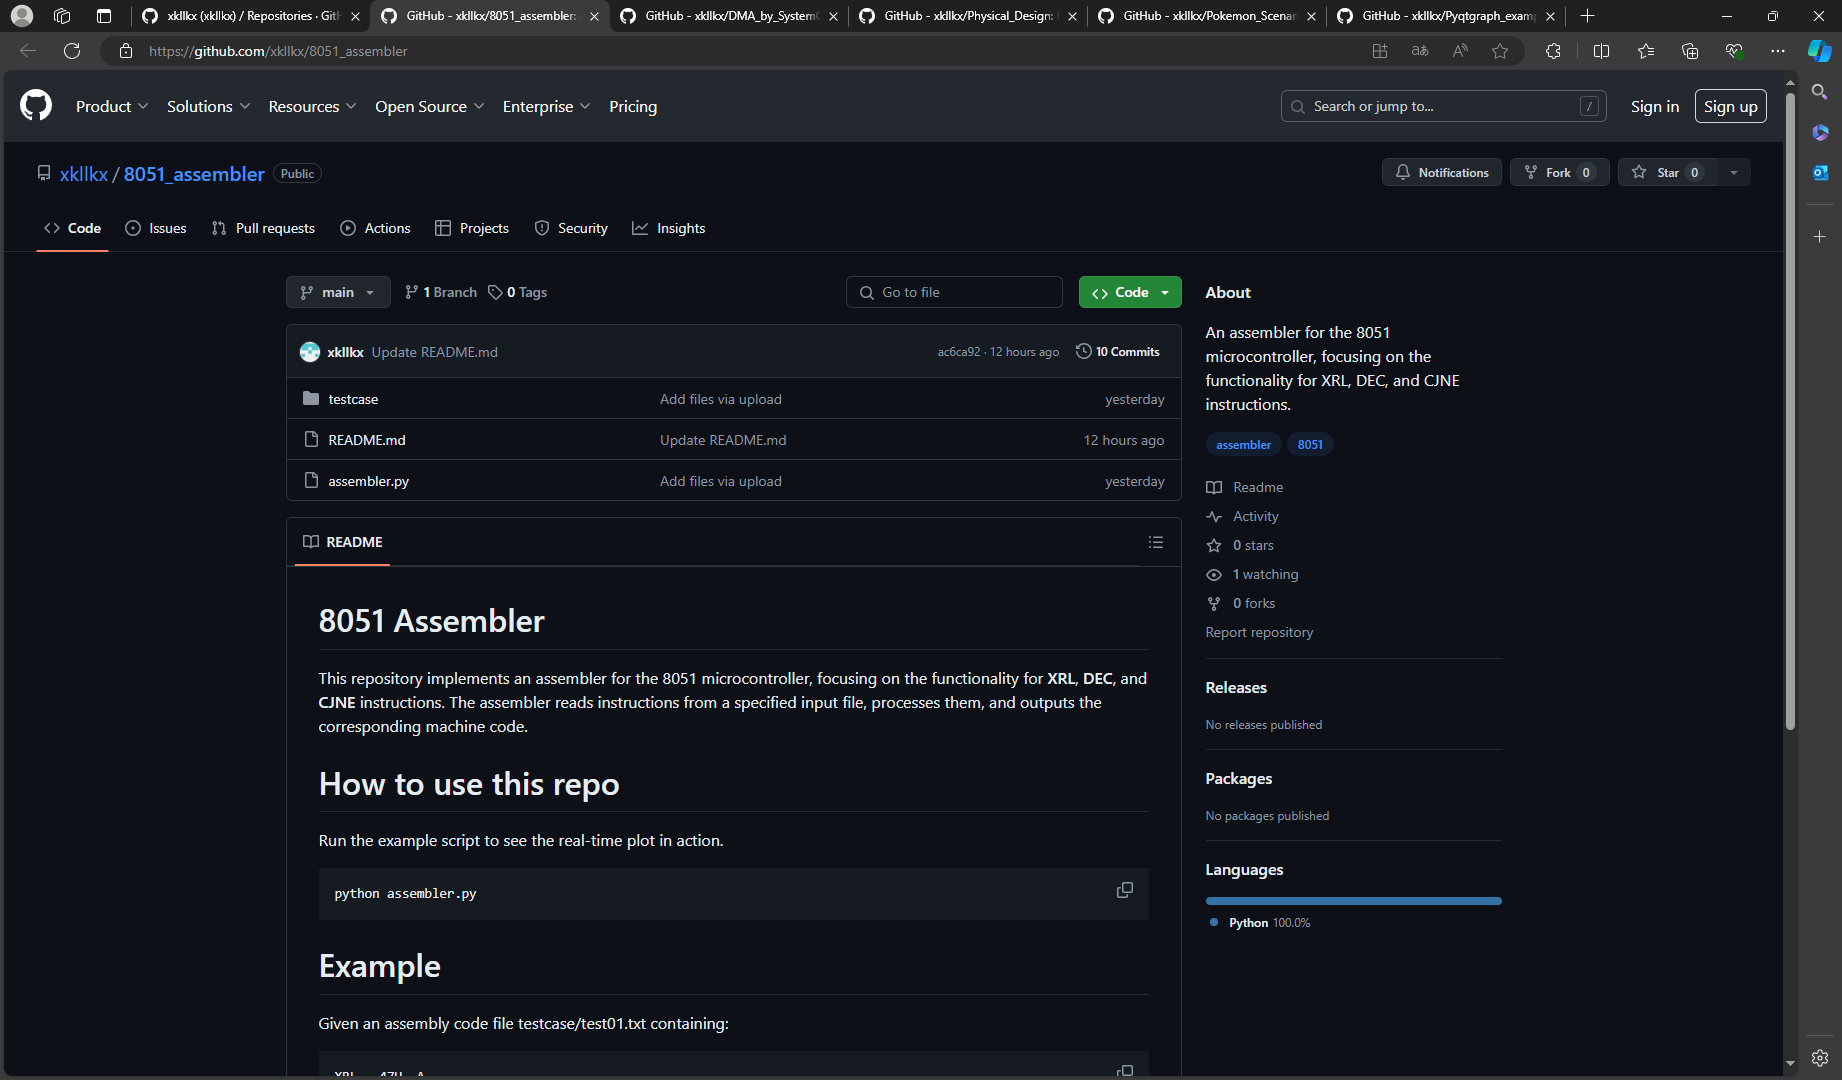 xkllkx (xkllkx) / Repositories · GitH
GitHub - xkllkx/8051_assembler:
GitHub - xkllkx/DMA_by_System
GitHub - xkllkx/Physical_Design:
GitHub - xkllkx/Pokemon_Scenar
GitHub - xkllkx/Pyqtgraph_examp
https://github.com/xkllkx/8051_assembler
Product Solutions Resources Open Source Enterprise Pricing
Search or jump to... /
Sign in Sign up
xkllkx / 8051_assembler Public
Notifications Fork 0 Star 0
Code Issues Pull requests Actions Projects Security Insights
main 1 Branch 0 Tags
Go to file
Code
xkllkx Update README.md ac6ca92 · 12 hours ago 10 Commits
testcase Add files via upload yesterday
README.md Update README.md 12 hours ago
assembler.py Add files via upload yesterday
README
8051 Assembler
This repository implements an assembler for the 8051 microcontroller, focusing on the functionality for XRL, DEC, and
CJNE instructions. The assembler reads instructions from a specified input file, processes them, and outputs the
corresponding machine code.
How to use this repo
Run the example script to see the real-time plot in action.
python assembler.py
Example
Given an assembly code file testcase/test01.txt containing:
About
An assembler for the 8051
microcontroller, focusing on the
functionality for XRL, DEC, and CJNE
instructions.
assembler 8051
Readme
Activity
0 stars
1 watching
0 forks
Report repository
Releases
No releases published
Packages
No packages published
Languages
Python 100.0%